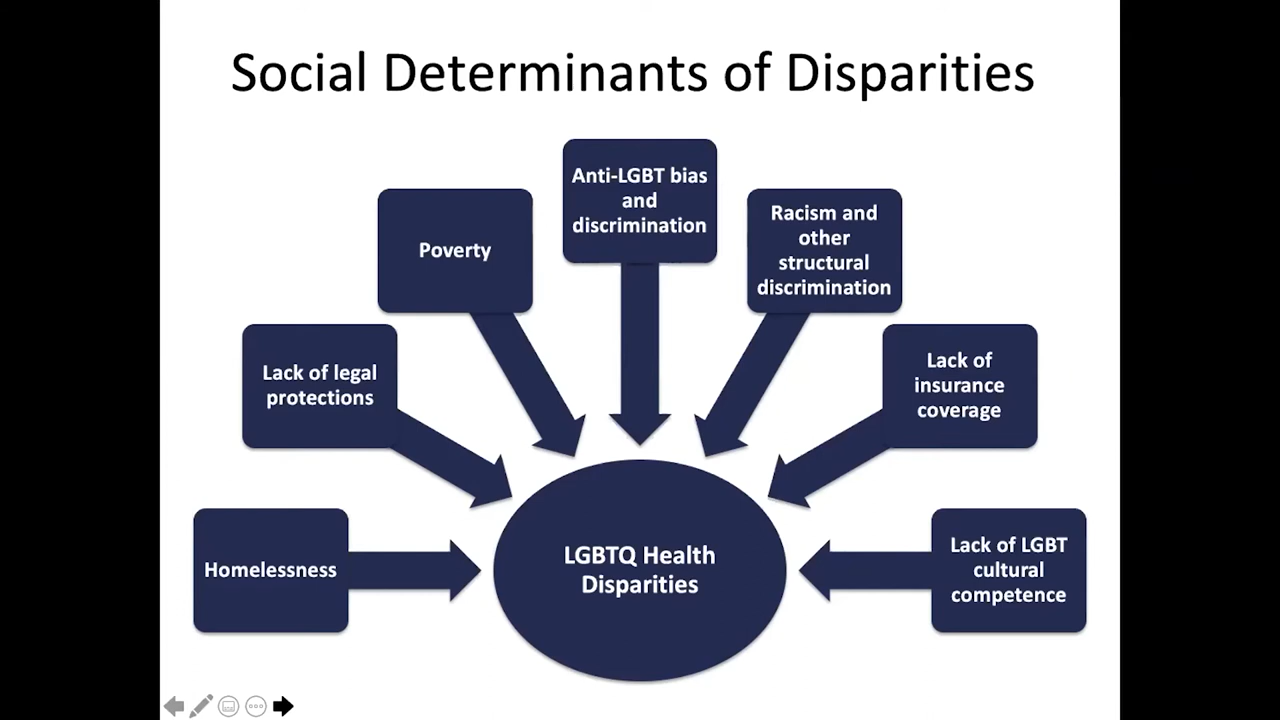 Social Determinants of Disparities
Anti-LGBT bias
and
discrimination
Poverty
Racism and
other
structural
discrimination
Lack of legal
protections
Lack of
insurance
coverage
Homelessness
LGBTQ Health
Disparities
Lack of LGBT
cultural
competence